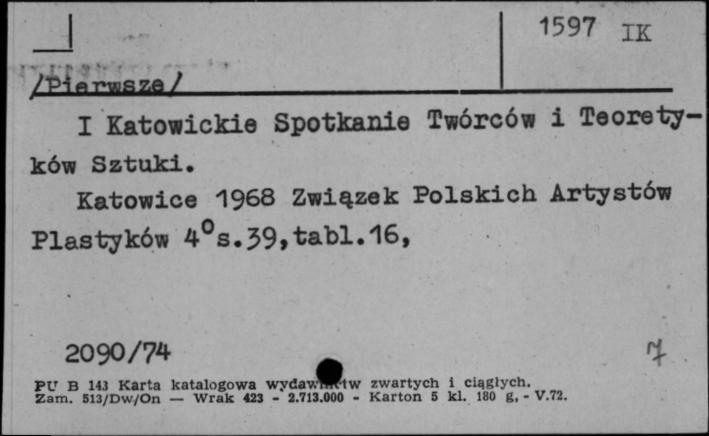 1597 IK
/Pierwsze/
I Katowickie Spotkanie Twórców i Teorety-
ków Sztuki.
Katowice 1968 Związek Polskich Artystów
Plastyków 4°s.39,tabl.16,
2090/74
7
PU B 143 Karta katalogowa wydawnictw zwartych i ciągłych.
Zam. 513/Dw/On — Wrak 423 - 2.713.000 - Karton 5 kl. 180 g. - V.72.